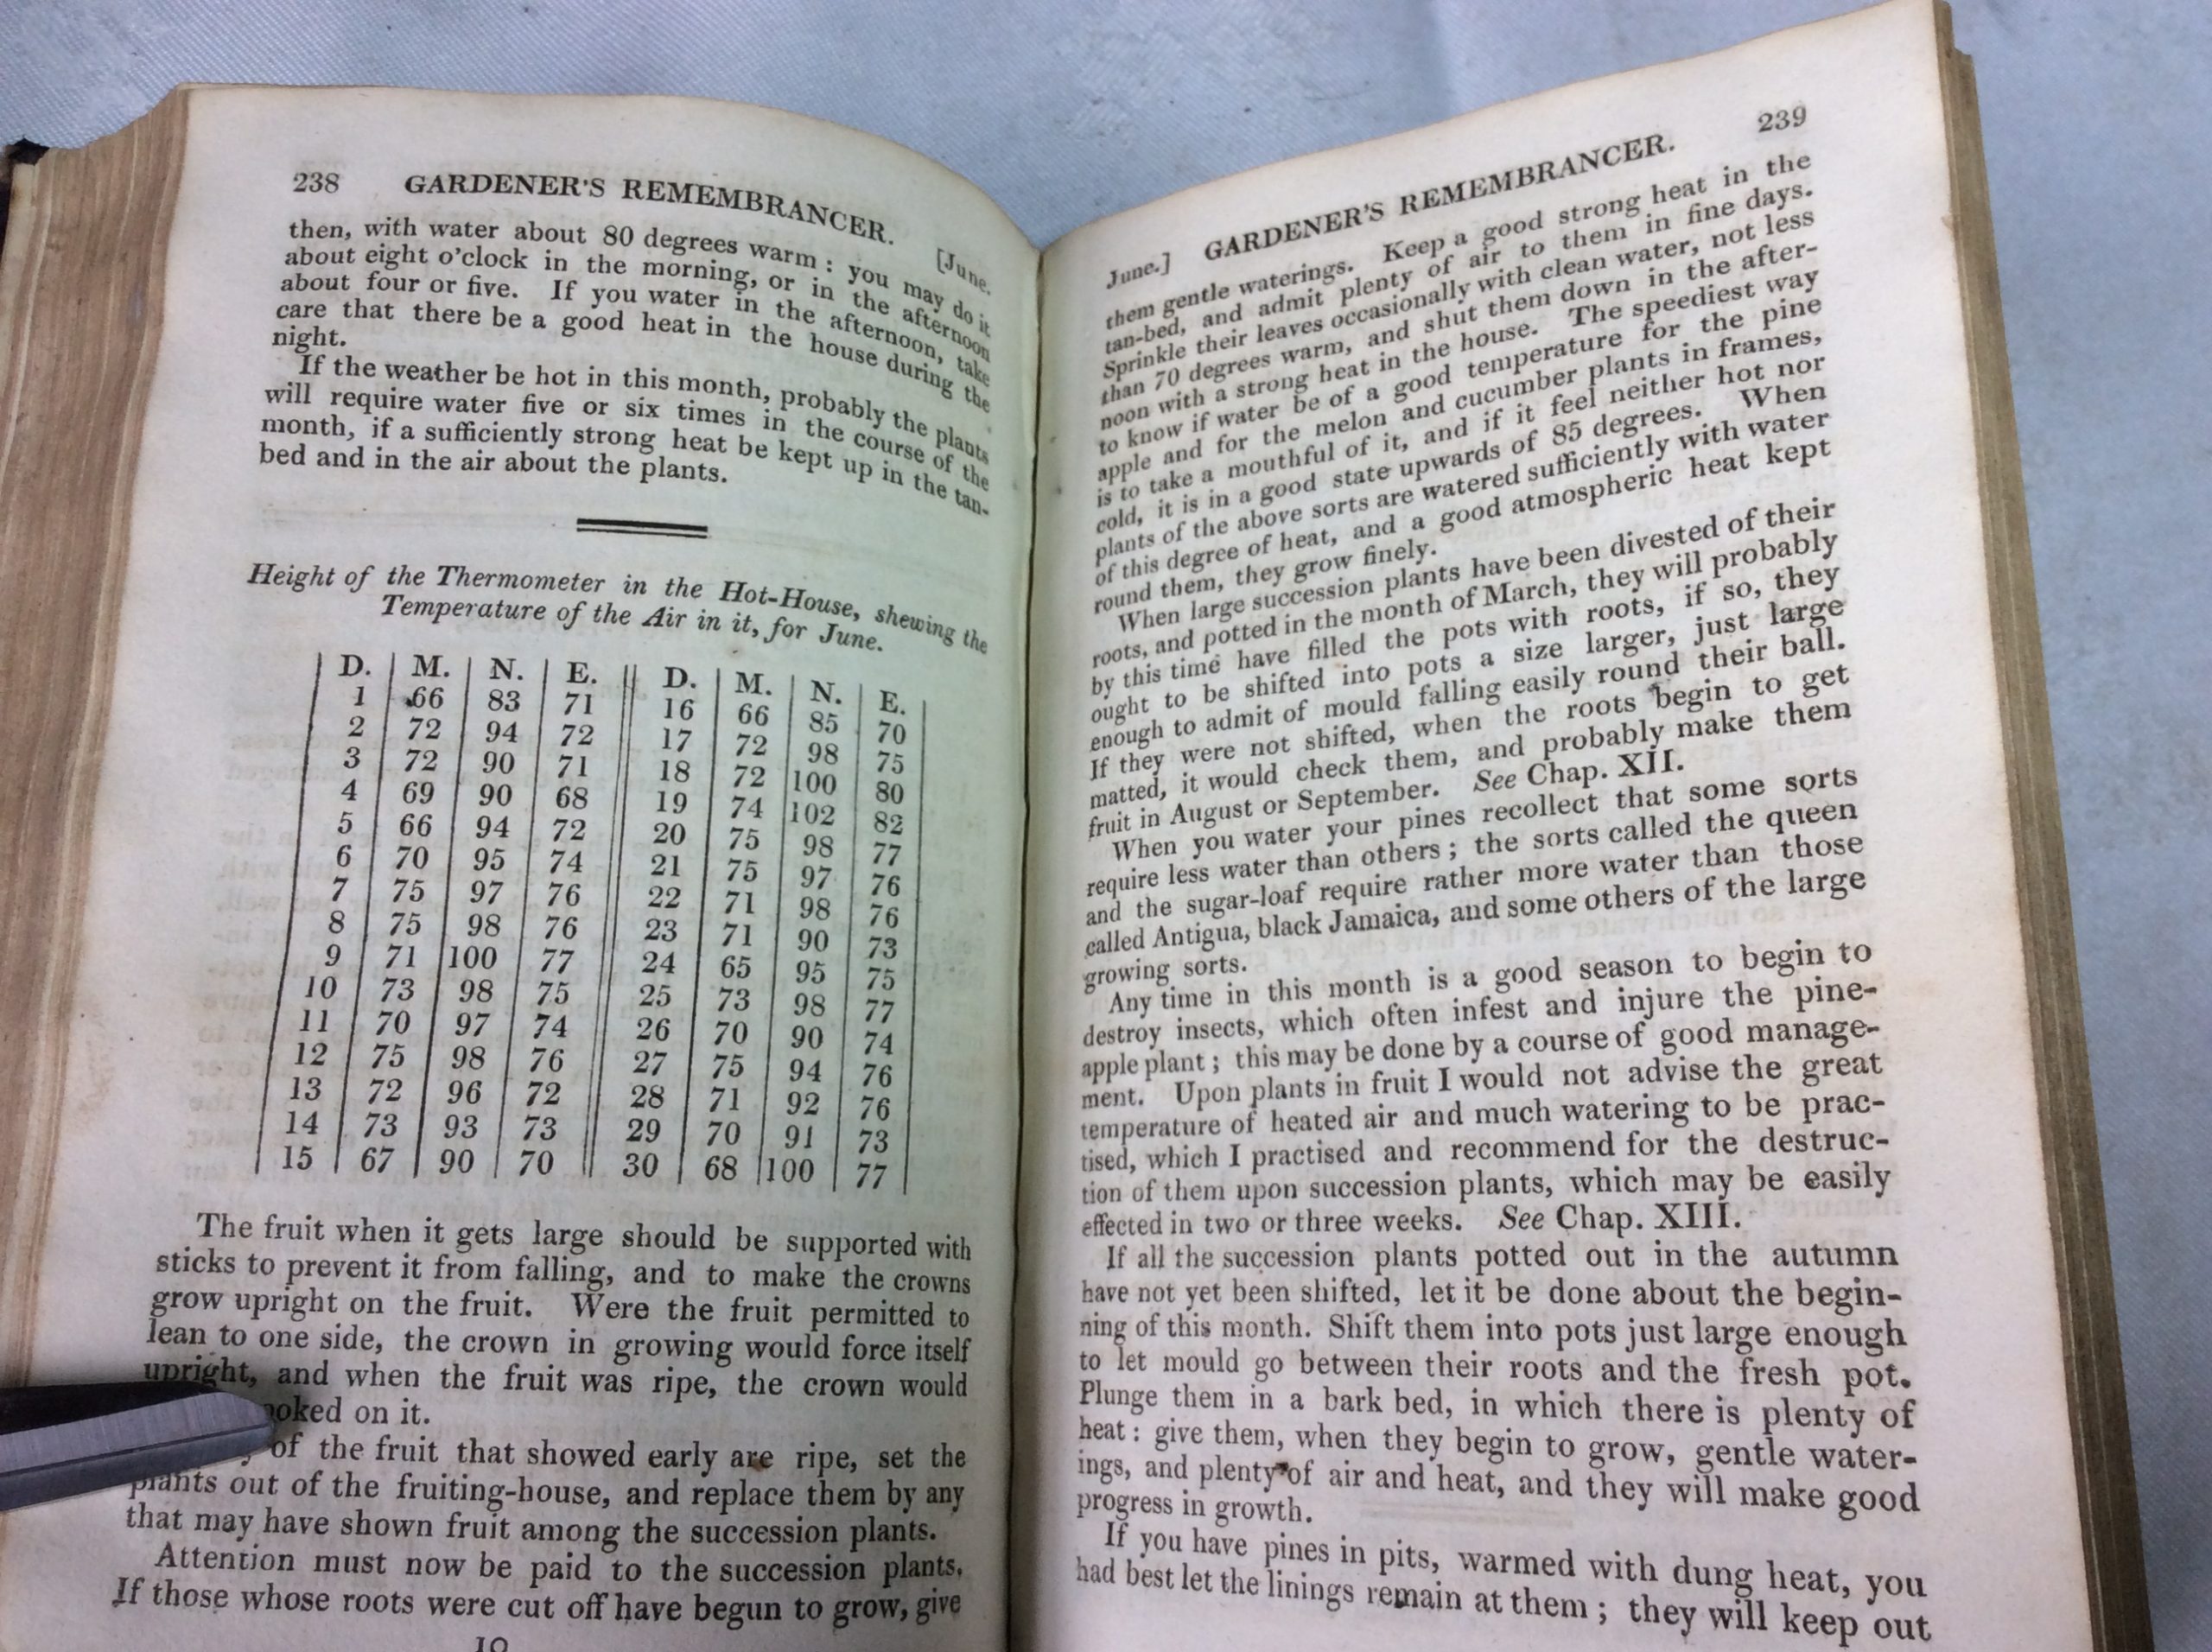 238 GARDENER'S REMEMBRANCER. [June.
then, with water about 80 degrees warm: you may do it
about eight o'clock in the morning, or in the afternoon
about four or five. If you water in the afternoon, take
care that there be a good heat in the house during the
night.
If the weather be hot in this month, probably the plants
will require water five or six times in the course of the
month, if a sufficiently strong heat be kept up in the tan-
bed and in the air about the plants.
Height of the Thermometer in the Hot-House, shewing the
Temperature of the Air in it, for June.
D. M. N. E. D. M. N. E.
1 66 83 71 16 66 85 70
2 72 94 72 17 72 98 75
3 72 90 71 18 72 100 80
4 69 90 68 19 74 102 82
5 66 94 72 20 75 98 77
6 70 95 74 21 75 97 76
7 75 97 76 22 71 98 76
8 75 98 76 23 71 90 73
9 71 100 77 24 65 95 75
10 73 98 75 25 73 98 77
11 70 97 74 26 70 90 74
12 75 98 76 27 75 94 76
13 72 96 72 28 71 92 76
14 73 93 73 29 70 91 73
15 67 90 70 30 68 100 77
The fruit when it gets large should be supported with
sticks to prevent it from falling, and to make the crowns
grow upright on the fruit. Were the fruit permitted to
lean to one side, the crown in growing would force itself
upright, and when the fruit was ripe, the crown would
on it.
of the fruit that showed early are ripe, set the
plants out of the fruiting-house, and replace them by any
that may have shown fruit among the succession plants.
Attention must now be paid to the succession plants.
If those whose roots were cut off have begun to grow, give
June.] GARDENER'S REMEMBRANCER. 239
them gentle waterings. Keep a good strong heat in the
tan-bed, and admit plenty of air to them in fine days.
Sprinkle their leaves occasionally with clean water, not less
than 70 degrees warm, and shut them down in the after-
noon with a strong heat in the house. The speediest way
to know if water be of a good temperature for the pine
apple and for the melon and cucumber plants in frames,
is to take a mouthful of it, and if it feel neither hot nor
cold, it is in a good state upwards of 85 degrees. When
plants of the above sorts are watered sufficiently with water
of this degree of heat, and a good atmospheric heat kept
round them, they grow finely.
When large succession plants have been divested of their
roots, and potted in the month of March, they will probably
by this time have filled the pots with roots, if so, they
ought to be shifted into pots a size larger, just large
enough to admit of mould falling easily round their ball.
If they were not shifted, when the roots begin to get
matted, it would check them, and probably make them
fruit in August or September. See Chap. XII.
When you water your pines recollect that some sorts
require less water than others; the sorts called the queen
and the sugar-loaf require rather more water than those
called Antigua, black Jamaica, and some others of the large
growing sorts.
Any time in this month is a good season to begin to
destroy insects, which often infest and injure the pine-
apple plant; this may be done by a course of good manage-
ment. Upon plants in fruit I would not advise the great
temperature of heated air and much watering to be prac-
tised, which I practised and recommend for the destruc-
tion of them upon succession plants, which may be easily
effected in two or three weeks. See Chap. XIII.
If all the succession plants potted out in the autumn
have not yet been shifted, let it be done about the begin-
ning of this month. Shift them into pots just large enough
to let mould go between their roots and the fresh pot.
Plunge them in a bark bed, in which there is plenty of
heat: give them, when they begin to grow, gentle water-
ings, and plenty of air and heat, and they will make good
progress in growth.
If you have pines in pits, warmed with dung heat, you
had best let the linings remain at them; they will keep out